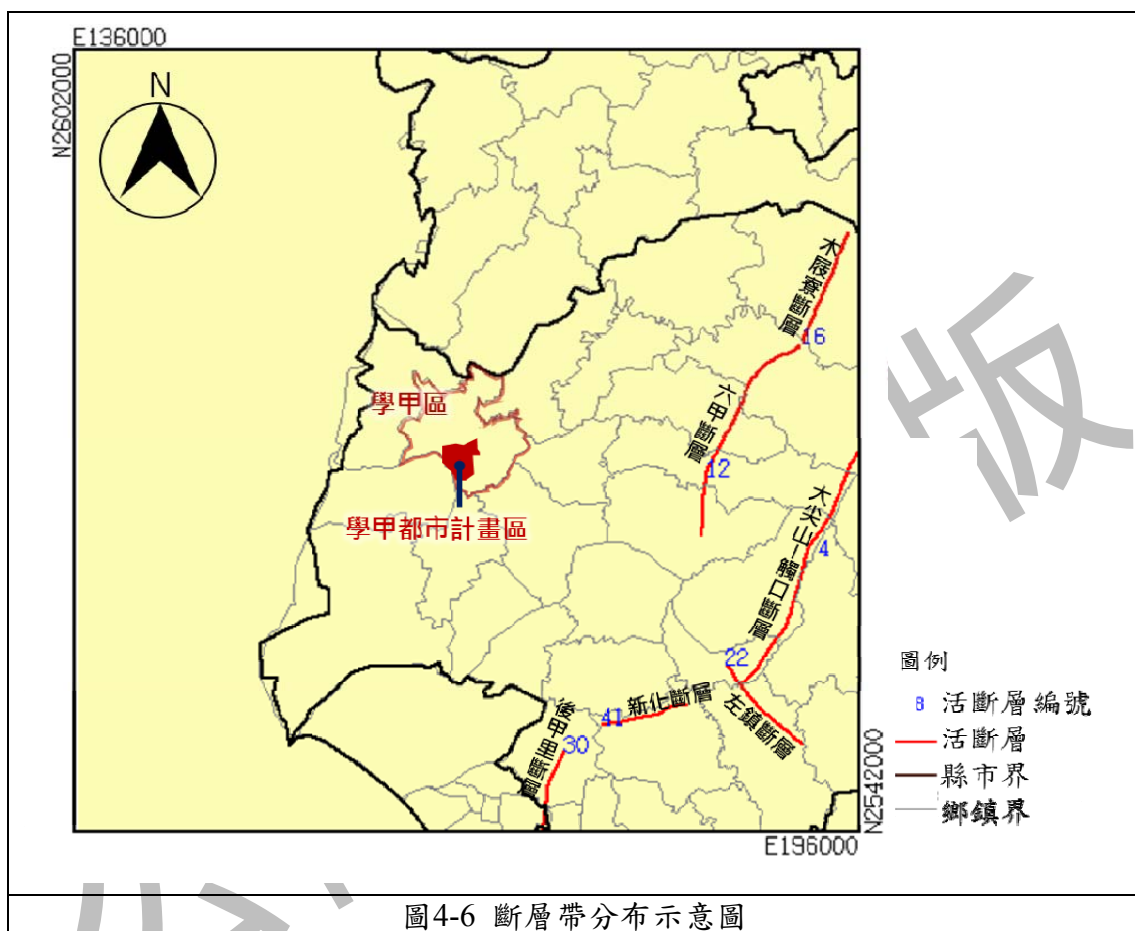 E136000
N2602000
N
木屐寮斷層
16
六甲斷層
12
學甲區
學甲都市計畫區
大尖山-觸口斷層
4
22
左鎮斷層
新化斷層
41
後甲里斷層
30
圖例
8 活斷層編號
活斷層
縣市界
鄉鎮界
N2542000
E196000
圖4-6 斷層帶分布示意圖
版